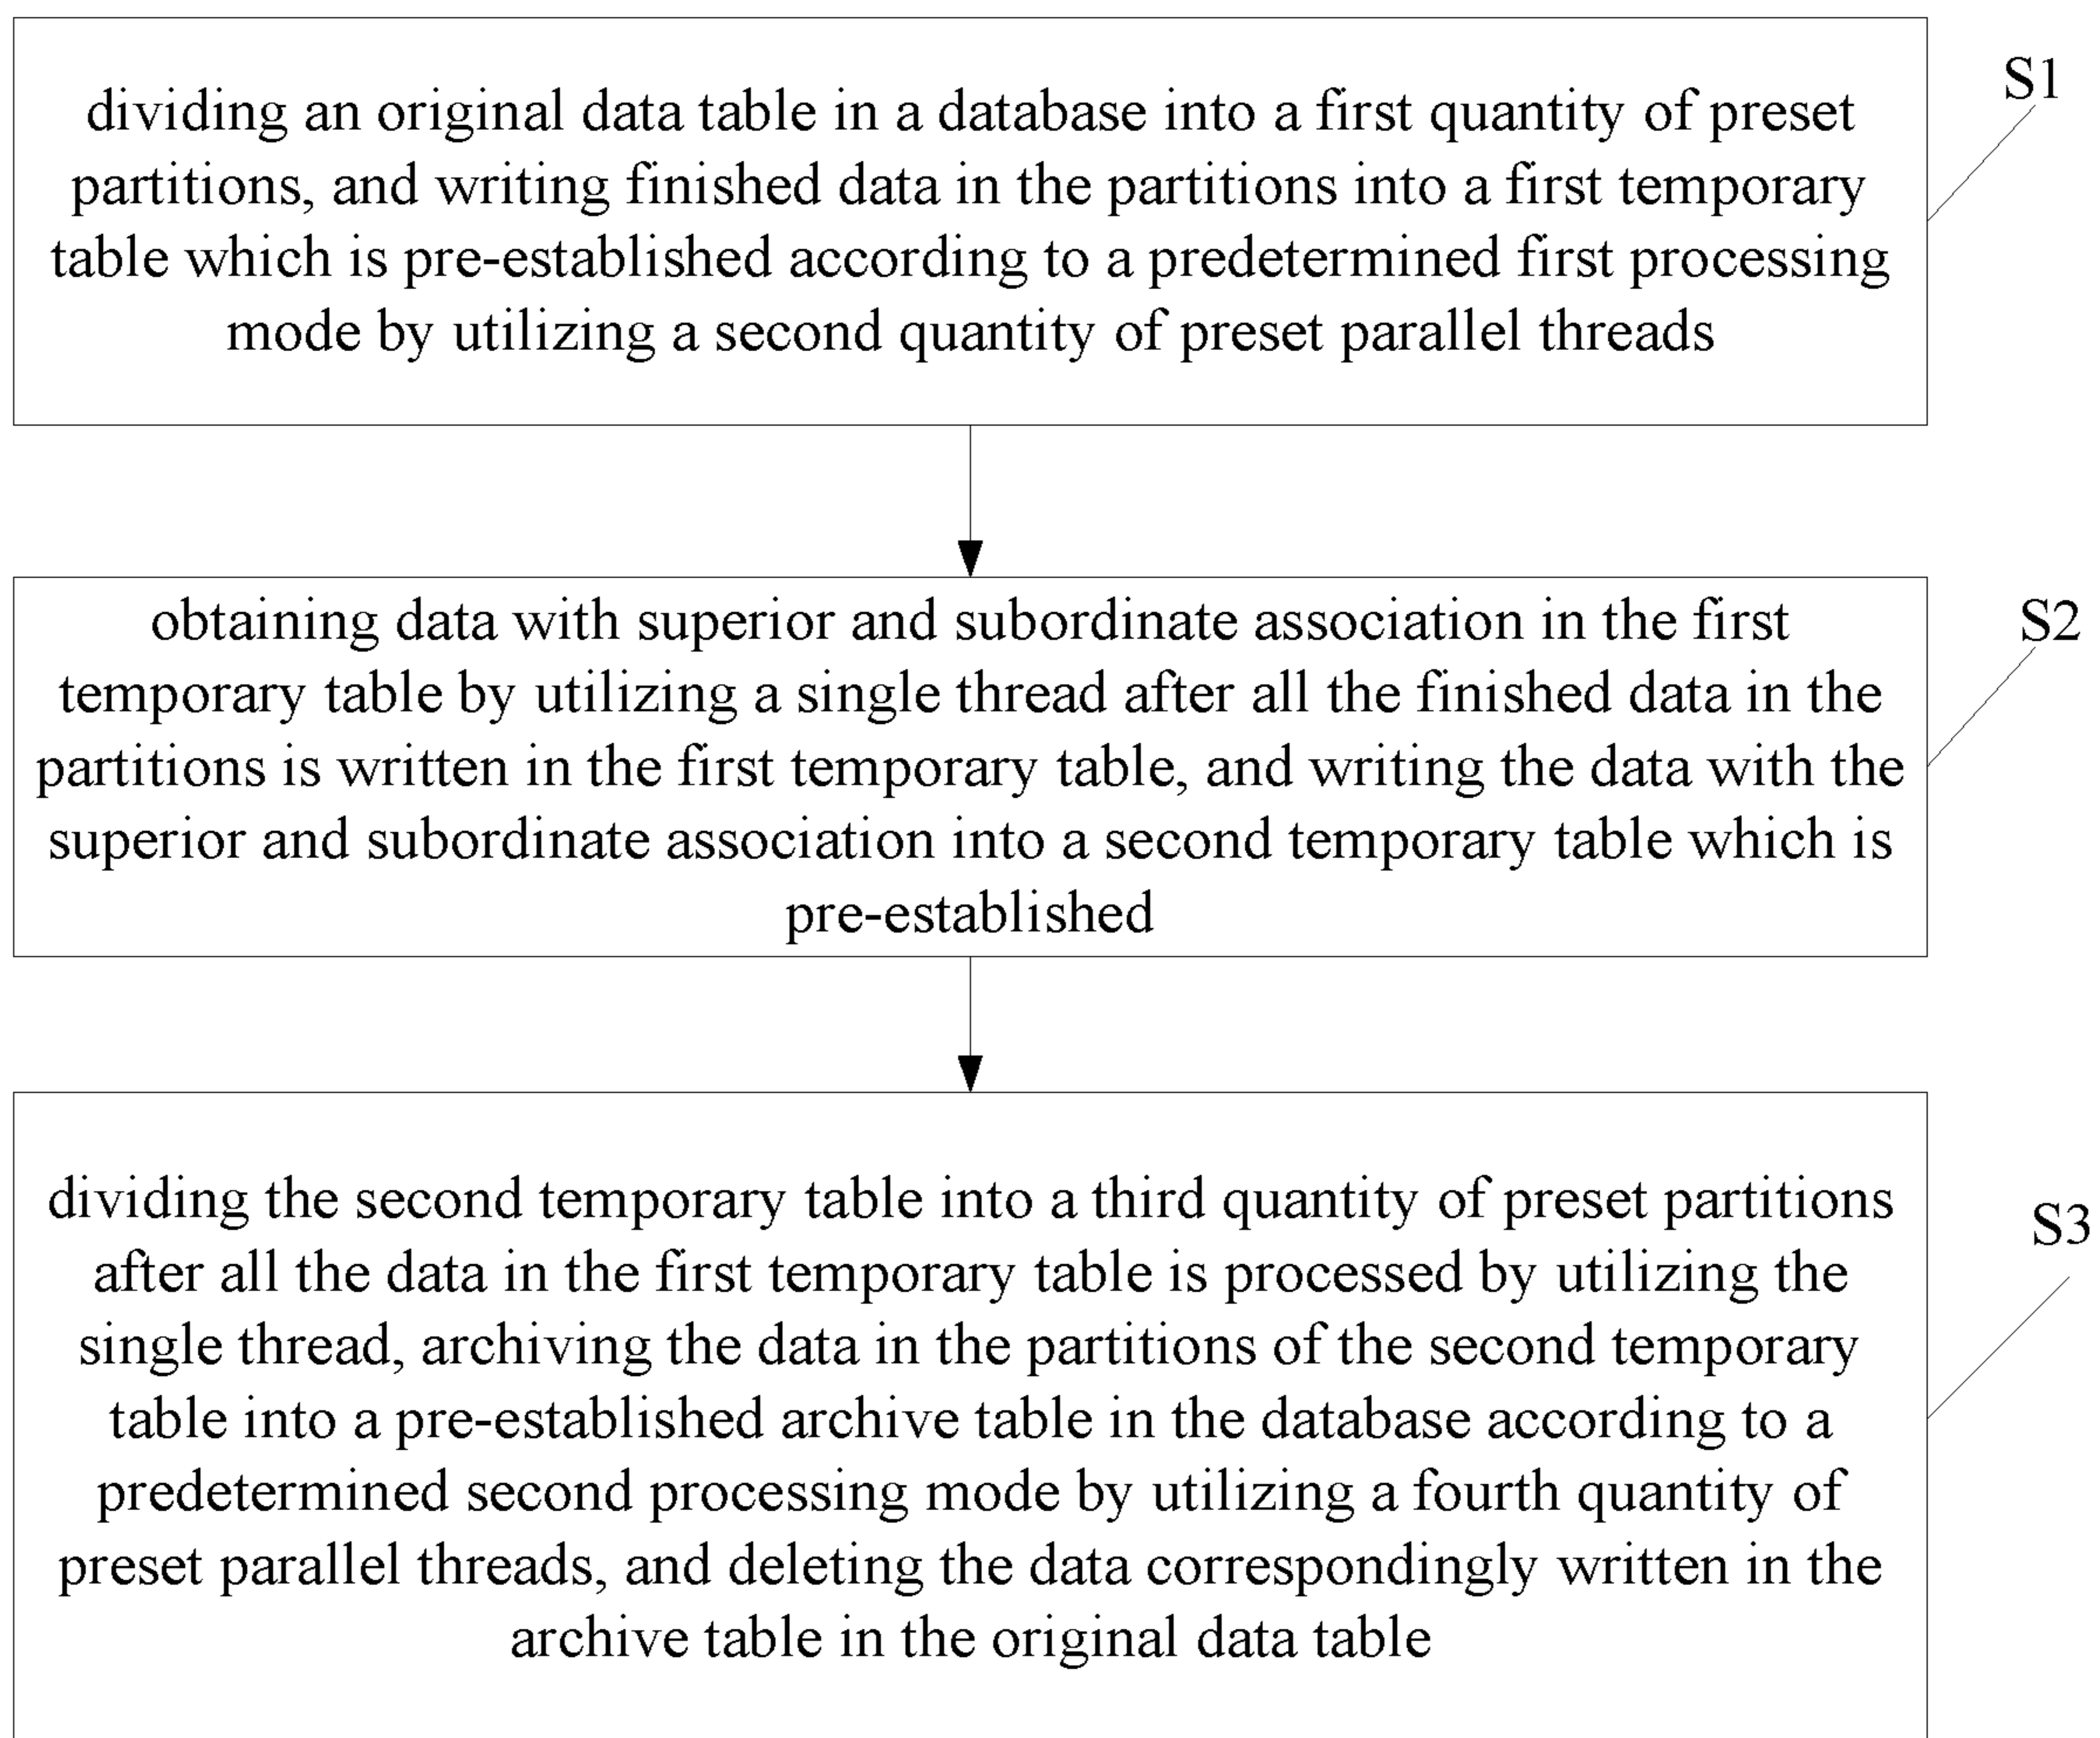 dividing an original data table in a database into a first quantity of preset
partitions, and writing finished data in the partitions into a first temporary
table which is pre-established according to a predetermined first processing
mode by utilizing a second quantity of preset parallel threads
S1
obtaining data with superior and subordinate association in the first
temporary table by utilizing a single thread after all the finished data in the
partitions is written in the first temporary table, and writing the data with the
superior and subordinate association into a second temporary table which is
pre-established
S2
dividing the second temporary table into a third quantity of preset partitions
after all the data in the first temporary table is processed by utilizing the
single thread, archiving the data in the partitions of the second temporary
table into a pre-established archive table in the database according to a
predetermined second processing mode by utilizing a fourth quantity of
preset parallel threads, and deleting the data correspondingly written in the
archive table in the original data table
S3